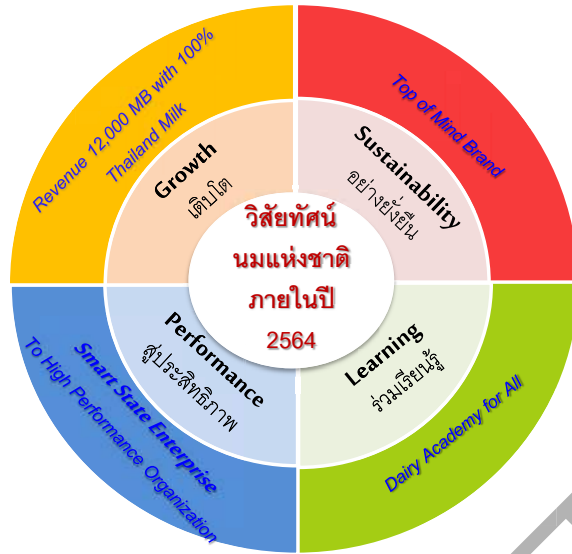 Revenue 12,000 MB with 100%
Thailand Milk
Growth
เติบโต
Top of Mind Brand
Sustainability
อย่างยั่งยืน
วิสัยทัศน์
นมแห่งชาติ
ภายในปี
2564
Performance
สู่ประสิทธิภาพ
Smart State Enterprise
To High Performance Organization
Learning
ร่วมเรียนรู้
Dairy Academy for All